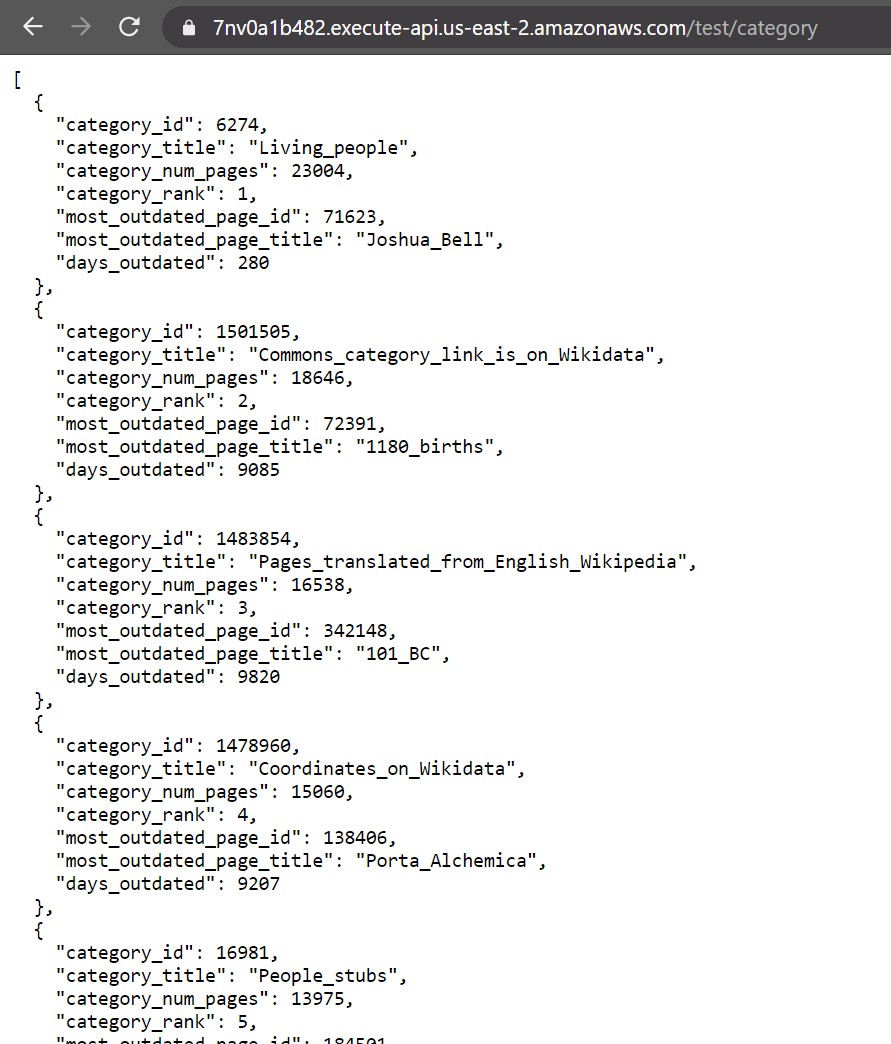 7nv0a1b482.execute-api.us-east-2.amazonaws.com/test/category
[
  {
    "category_id": 6274,
    "category_title": "Living_people",
    "category_num_pages": 23004,
    "category_rank": 1,
    "most_outdated_page_id": 71623,
    "most_outdated_page_title": "Joshua_Bell",
    "days_outdated": 280
  },
  {
    "category_id": 1501505,
    "category_title": "Commons_category_link_is_on_Wikidata",
    "category_num_pages": 18646,
    "category_rank": 2,
    "most_outdated_page_id": 72391,
    "most_outdated_page_title": "1180_births",
    "days_outdated": 9085
  },
  {
    "category_id": 1483854,
    "category_title": "Pages_translated_from_English_Wikipedia",
    "category_num_pages": 16538,
    "category_rank": 3,
    "most_outdated_page_id": 342148,
    "most_outdated_page_title": "101_BC",
    "days_outdated": 9820
  },
  {
    "category_id": 1478960,
    "category_title": "Coordinates_on_Wikidata",
    "category_num_pages": 15060,
    "category_rank": 4,
    "most_outdated_page_id": 138406,
    "most_outdated_page_title": "Porta_Alchemica",
    "days_outdated": 9207
  },
  {
    "category_id": 16981,
    "category_title": "People_stubs",
    "category_num_pages": 13975,
    "category_rank": 5,
    "most_outdated_page_id": 184501